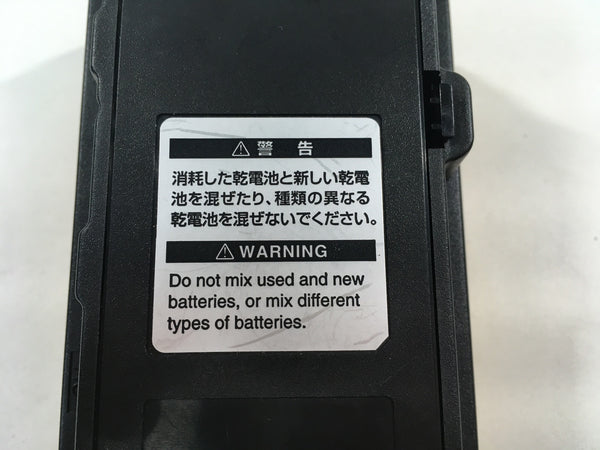 ⚠警 告
消耗した乾電池と新しい乾電
池を混ぜたり、種類の異なる
乾電池を混ぜないでください。
⚠WARNING
Do not mix used and new
batteries, or mix different
types of batteries.